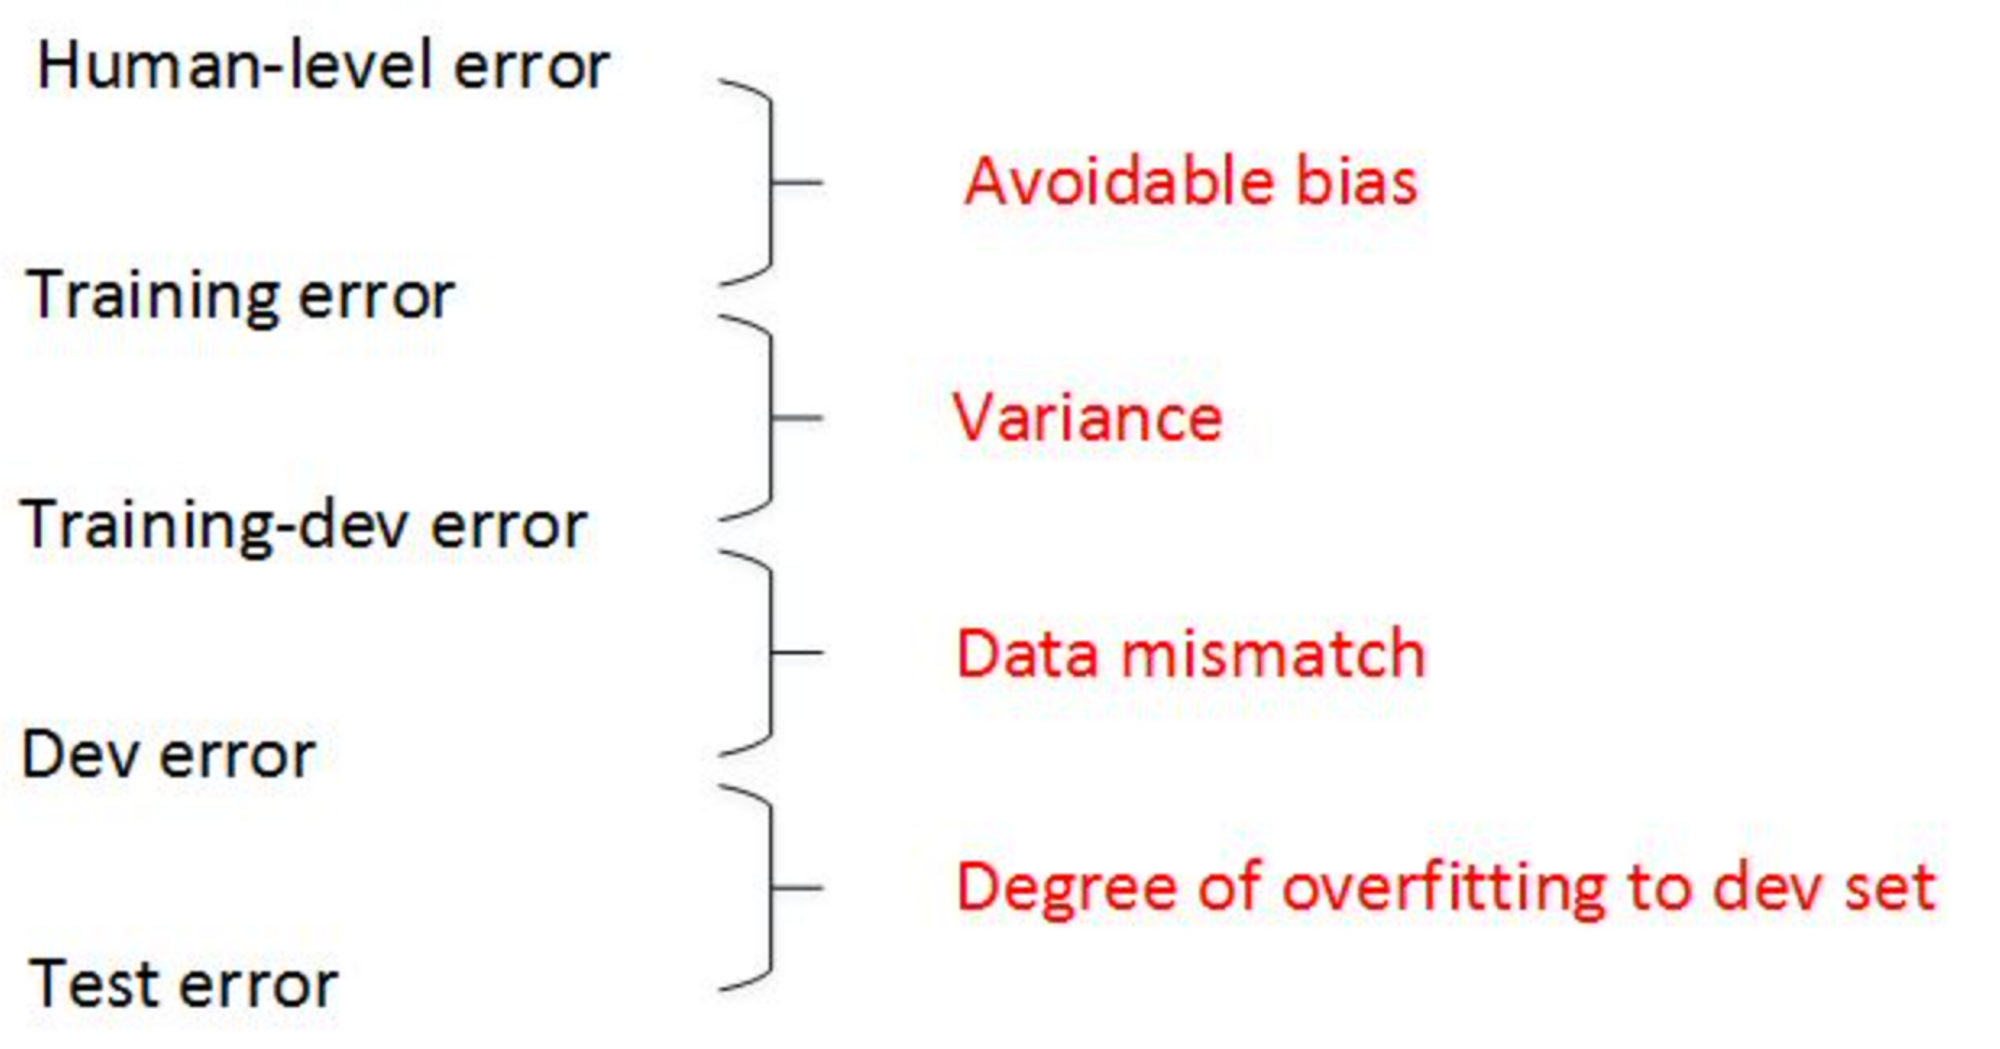 Human-level error
Avoidable bias
Training error
Variance
Training-dev error
Data mismatch
Dev error
Degree of overfitting to dev set
Test error